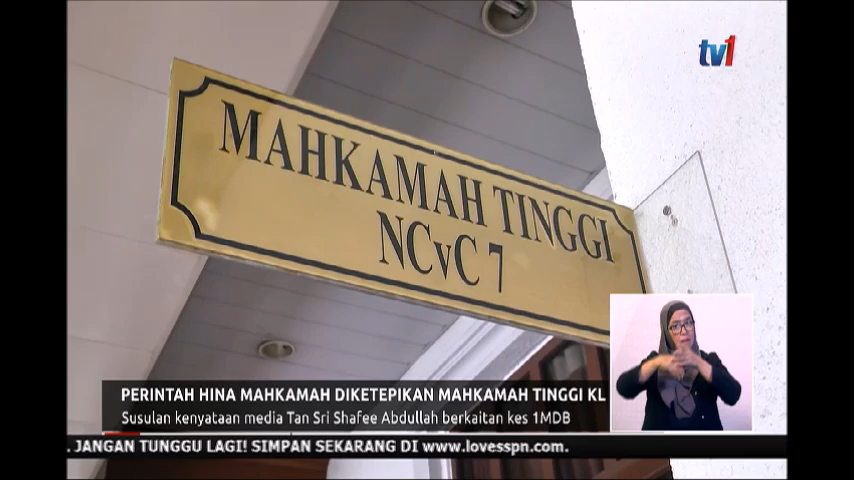 tv1
MAHKAMAH TINGGI
NCvC 7
PERINTAH HINA MAHKAMAH DIKETEPIKAN MAHKAMAH TINGGI KL
Susulan kenyataan media Tan Sri Shafee Abdullah berkaitan kes 1MDB
. JANGAN TUNGGU LAGI! SIMPAN SEKARANG DI www.lovesspn.com.